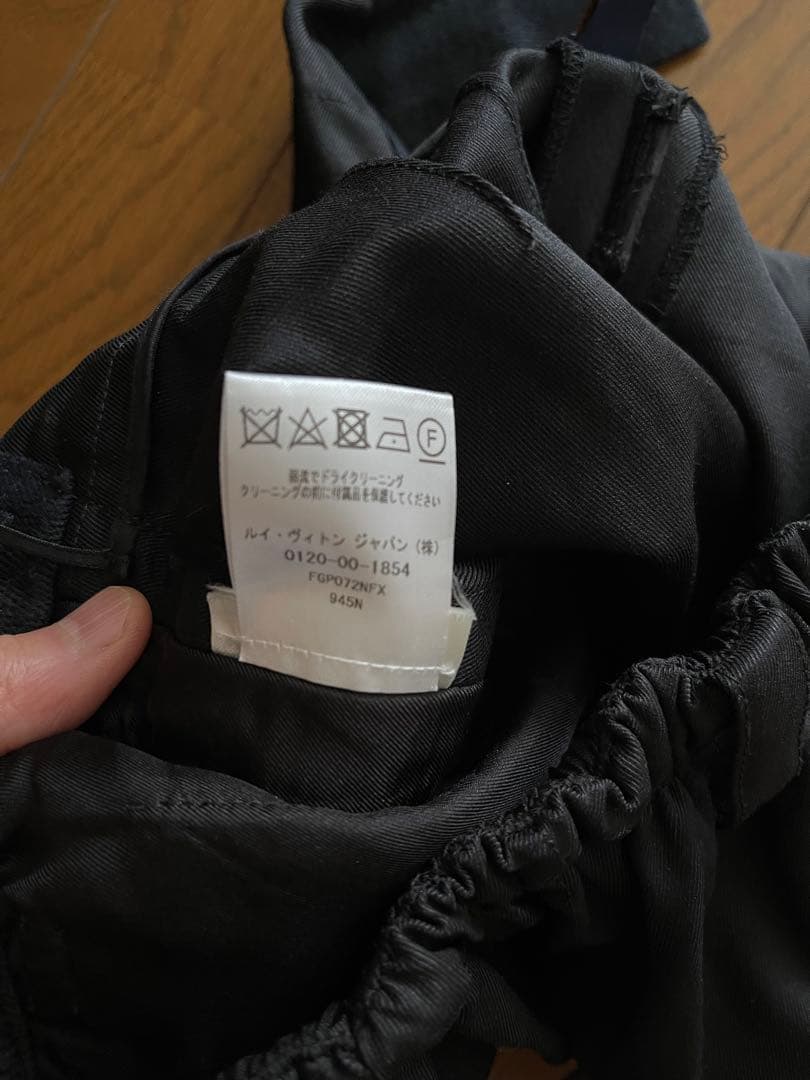 F
弱流でドライクリーニング
クリーニングの前に付属品を保護してください
ルイ・ヴィトン ジャパン (株)
0120-00-1854
FGP072NFX
945N